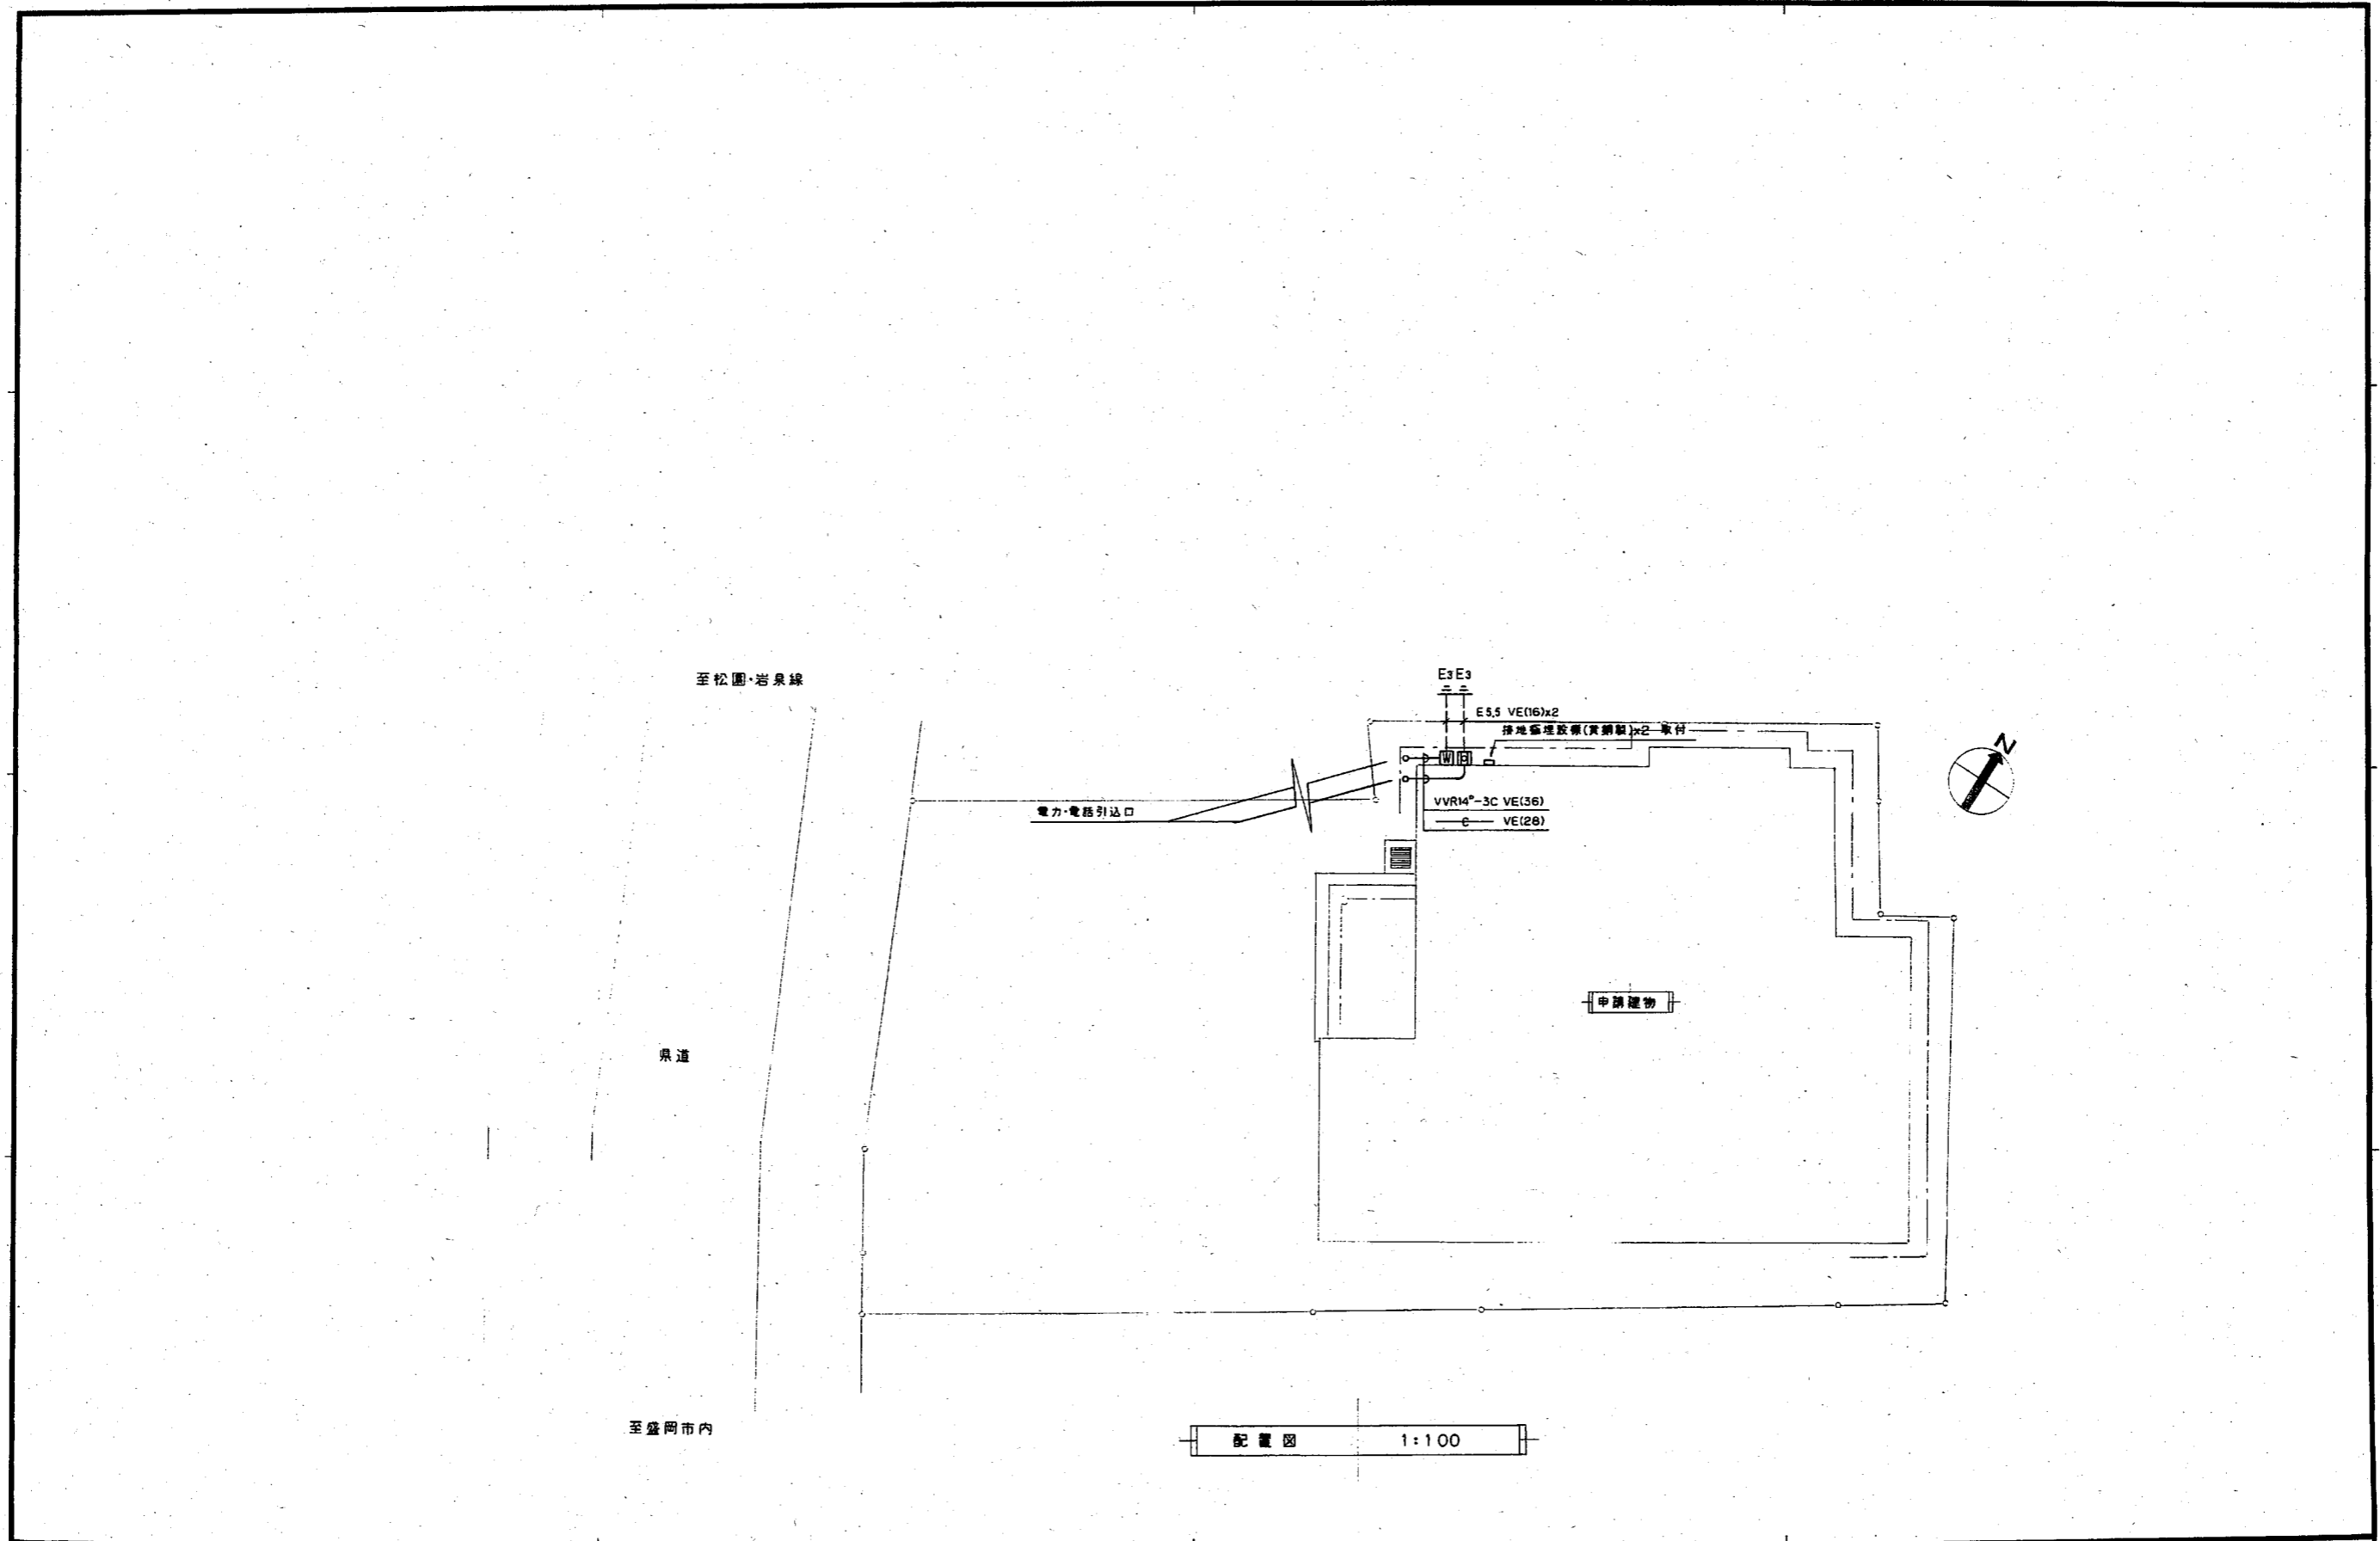 至松園・岩泉線
E3 E3
E5.5 VE(16)x2
接地極埋設標(黄銅製)x2 取付
N
W
電力・電話引込口
VVR14°-3C VE(36)
C VE(28)
申請建物
県道
至盛岡市内
配置図 1:100